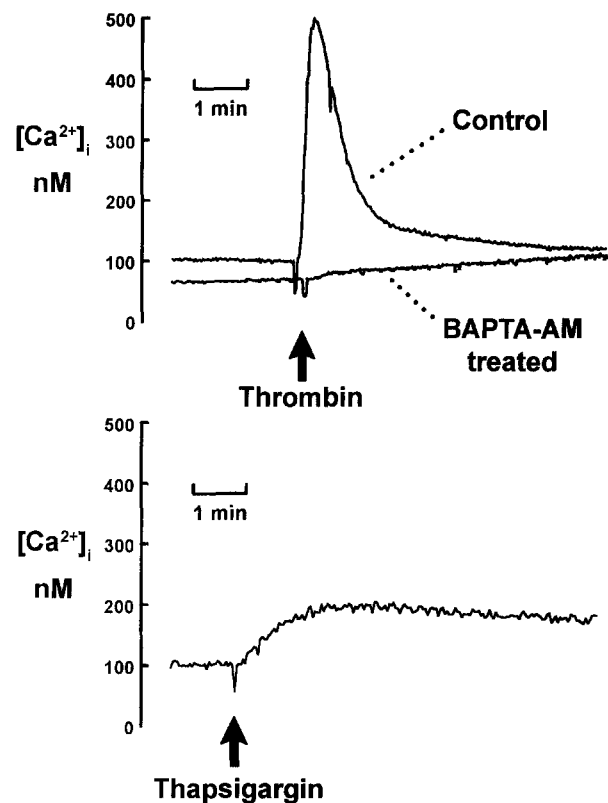 500
400
300
200
100
0
[Ca²⁺]ᵢ
nM
1 min
Control
BAPTA-AM
treated
Thrombin
500
400
300
200
100
0
[Ca²⁺]ᵢ
nM
1 min
Thapsigargin